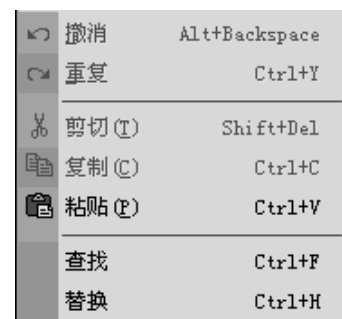 撤消 Alt+Backspace
重复 Ctrl+Y
剪切(T) Shift+Del
复制(C) Ctrl+C
粘贴(P) Ctrl+V
查找 Ctrl+F
替换 Ctrl+H